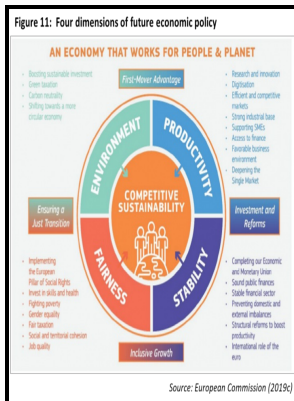 Figure 11: Four dimensions of future economic policy
AN ECONOMY THAT WORKS FOR PEOPLE & PLANET
• Boosting sustainable investment
• Green taxation
• Carbon neutrality
• Shifting towards a more
circular economy
First-Mover Advantage
• Research and innovation
• Digitisation
• Efficient and competitive
markets
• Strong industrial base
• Supporting SMEs
• Access to finance
• Favorable business
environment
• Deepening the
Single Market
ENVIRONMENT
PRODUCTIVITY
COMPETITIVE
SUSTAINABILITY
Ensuring a
Just Transition
Investment and
Reforms
FAIRNESS
STABILITY
• Implementing
the European
Pillar of Social Rights
• Invest in skills and health
• Fighting poverty
• Gender equality
• Fair taxation
• Social and territorial cohesion
• Job quality
• Completing our Economic
and Monetary Union
• Sound public finances
• Stable financial sector
• Preventing domestic and
external imbalances
• Structural reforms to boost
productivity
• International role of the
euro
Inclusive Growth
Source: European Commission (2019c)